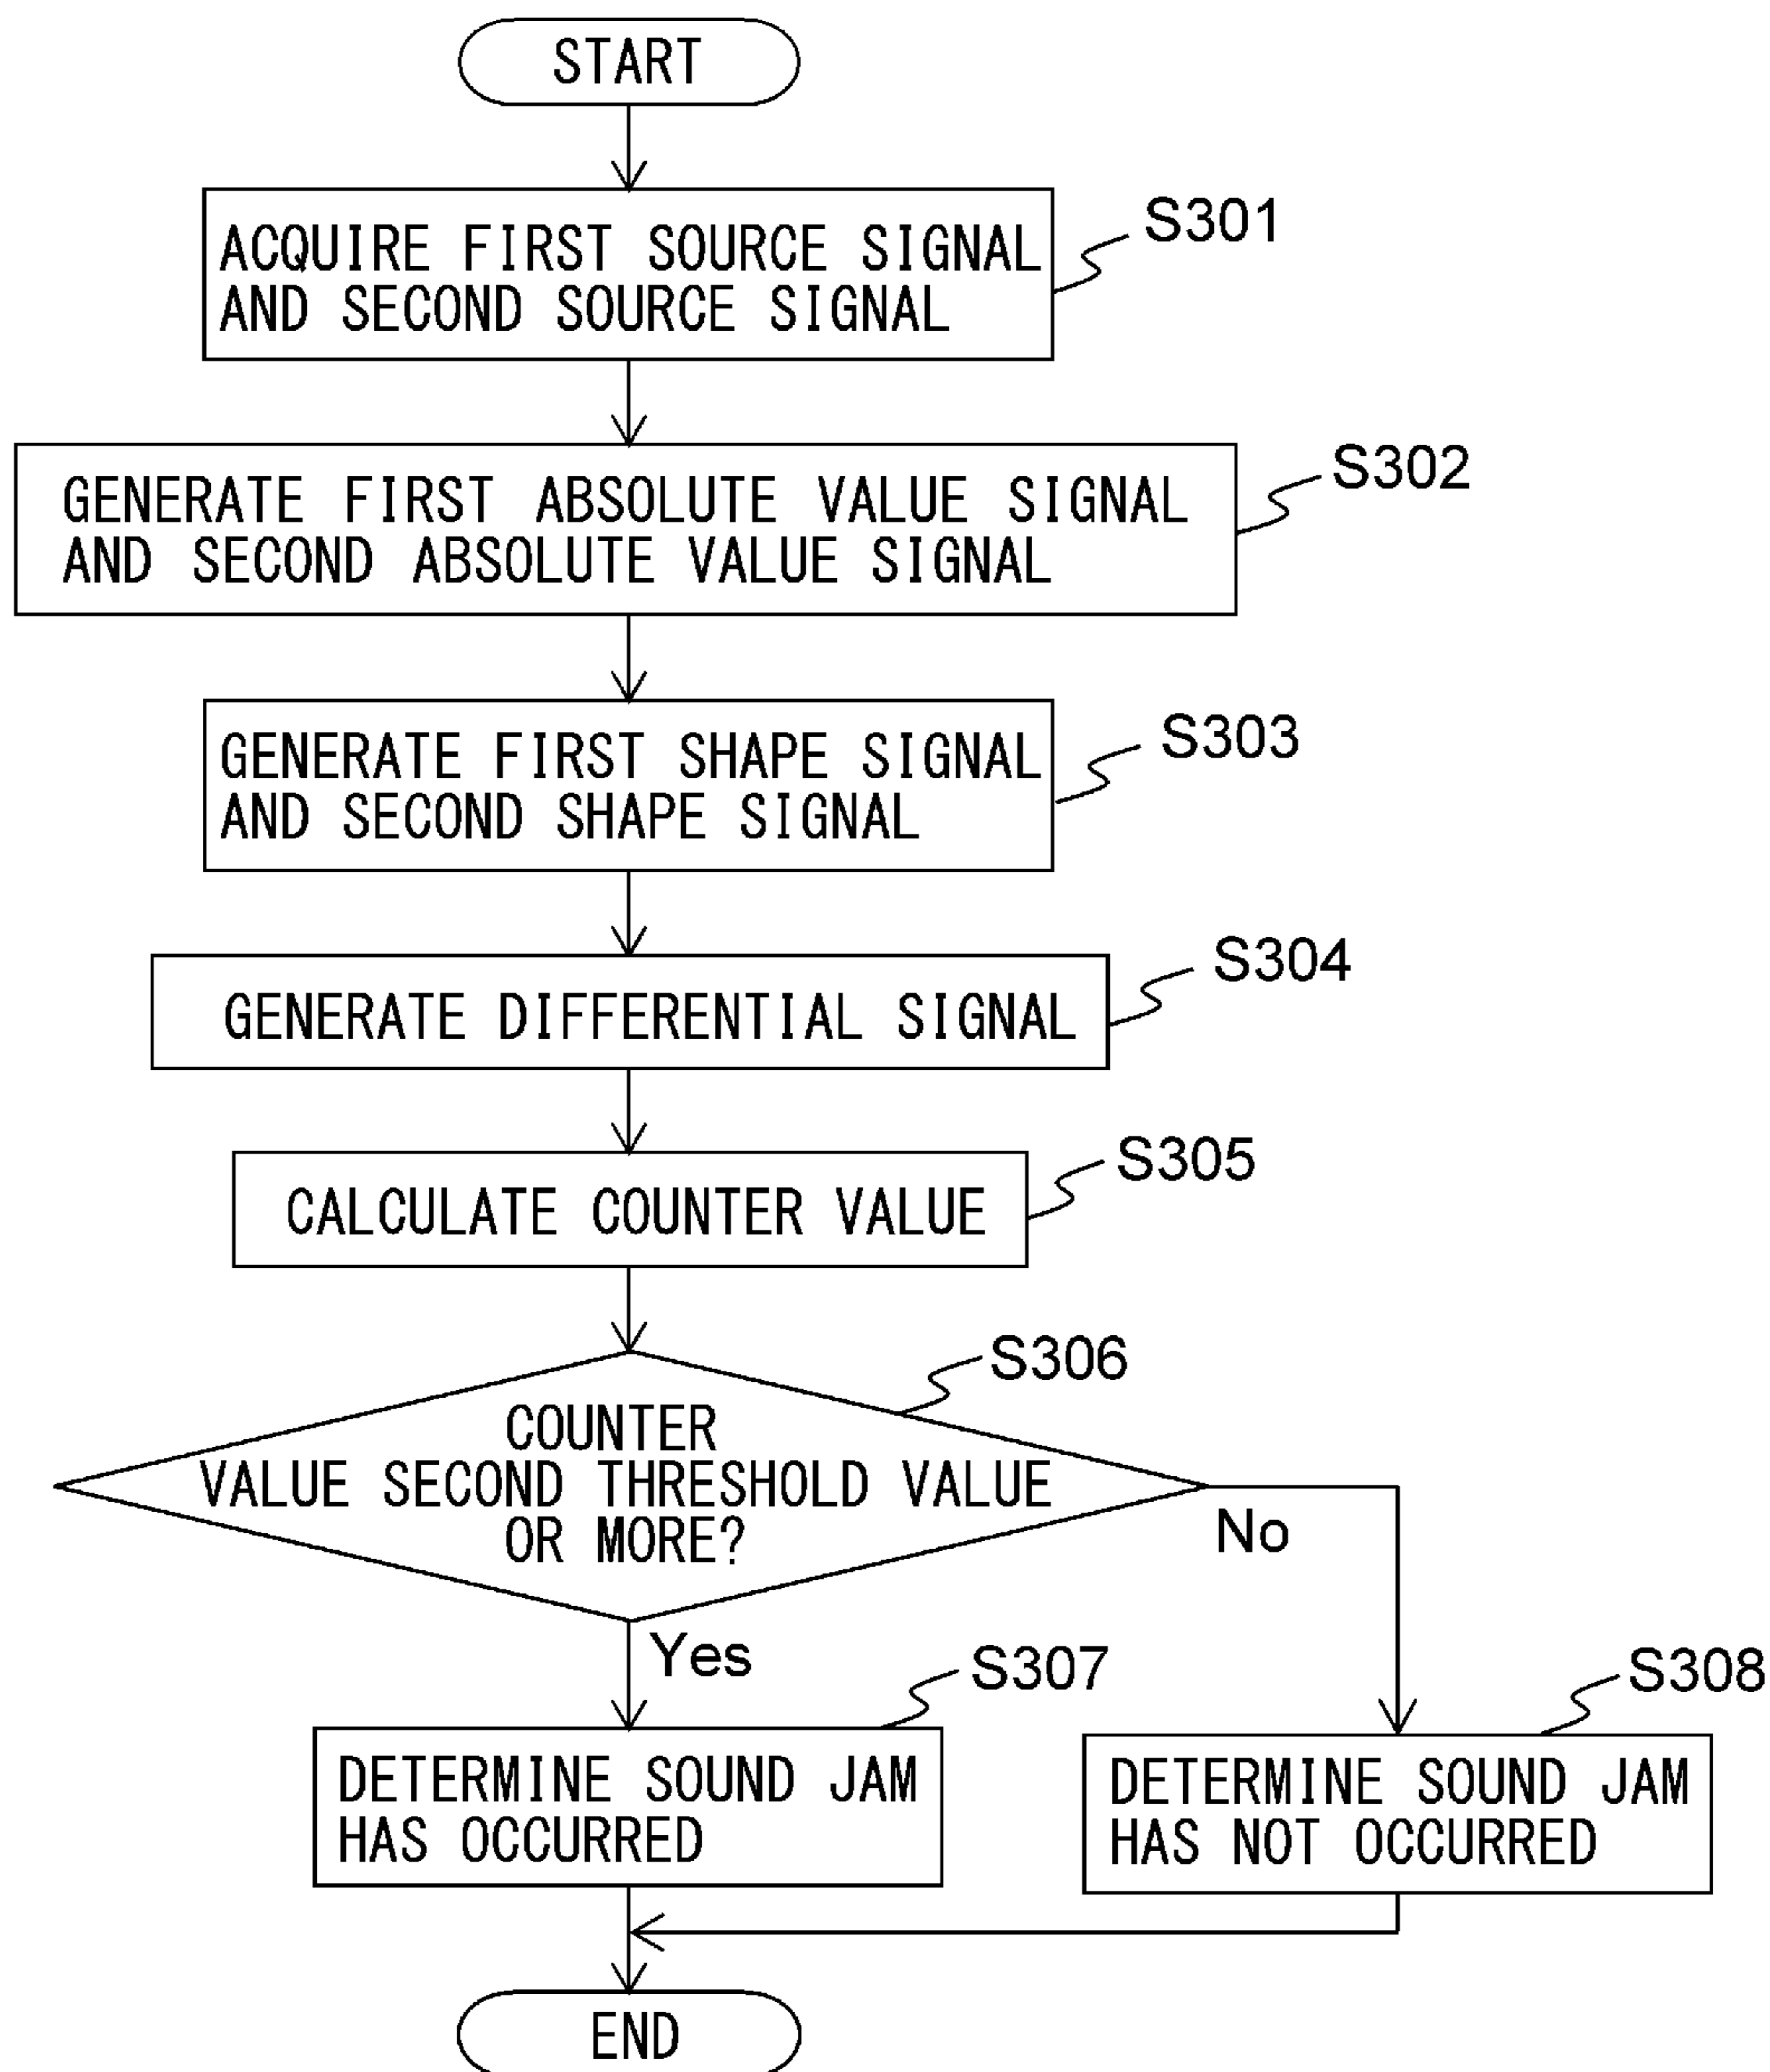 START
ACQUIRE FIRST SOURCE SIGNAL
AND SECOND SOURCE SIGNAL
S301
GENERATE FIRST ABSOLUTE VALUE SIGNAL
AND SECOND ABSOLUTE VALUE SIGNAL
S302
GENERATE FIRST SHAPE SIGNAL
AND SECOND SHAPE SIGNAL
S303
GENERATE DIFFERENTIAL SIGNAL
S304
CALCULATE COUNTER VALUE
S305
COUNTER
VALUE SECOND THRESHOLD VALUE
OR MORE?
S306
No
Yes
DETERMINE SOUND JAM
HAS OCCURRED
S307
DETERMINE SOUND JAM
HAS NOT OCCURRED
S308
END